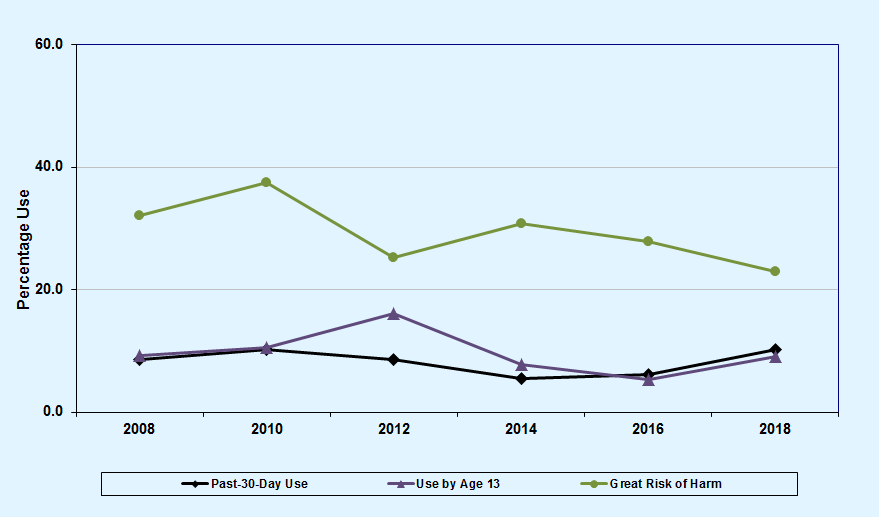 60.0
40.0
20.0
0.0
Percentage Use
2008 2010 2012 2014 2016 2018
Past-30-Day Use Use by Age 13 Great Risk of Harm